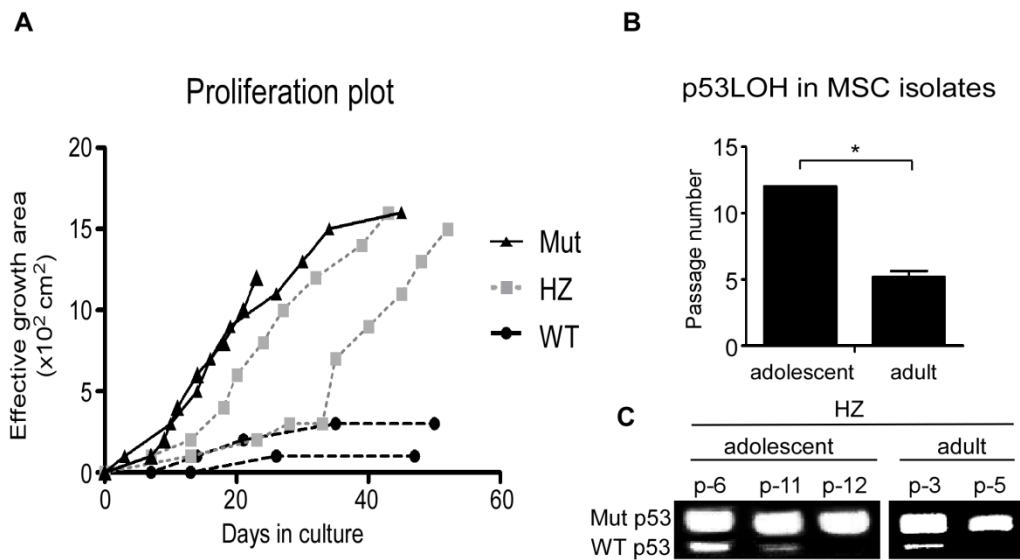 A
Proliferation plot
Effective growth area
(x10² cm²)
20
15
10
5
0
0 20 40 60
Days in culture
Mut
HZ
WT
B
p53LOH in MSC isolates
*
Passage number
15
10
5
0
adolescent adult
C
HZ
adolescent adult
p-6 p-11 p-12 p-3 p-5
Mut p53
WT p53